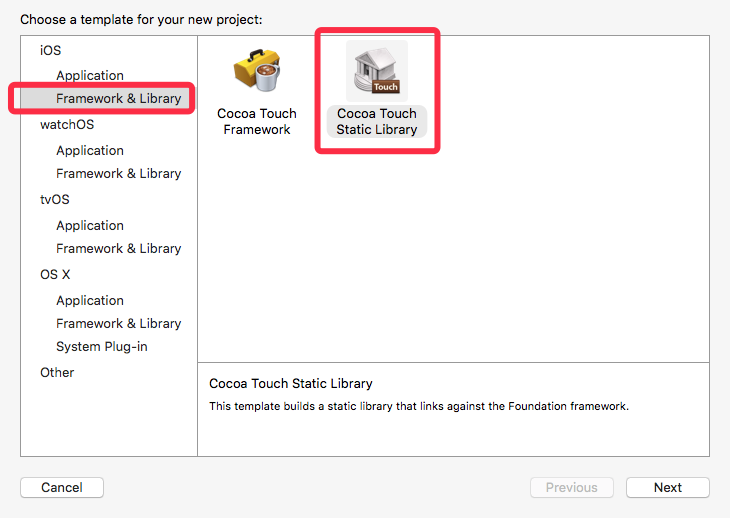 Choose a template for your new project:
iOS
Application
Framework & Library
watchOS
Application
Framework & Library
tvOS
Application
Framework & Library
OS X
Application
Framework & Library
System Plug-in
Other
Cocoa Touch
Framework
Touch
Cocoa Touch
Static Library
Cocoa Touch Static Library
This template builds a static library that links against the Foundation framework.
Cancel
Previous
Next